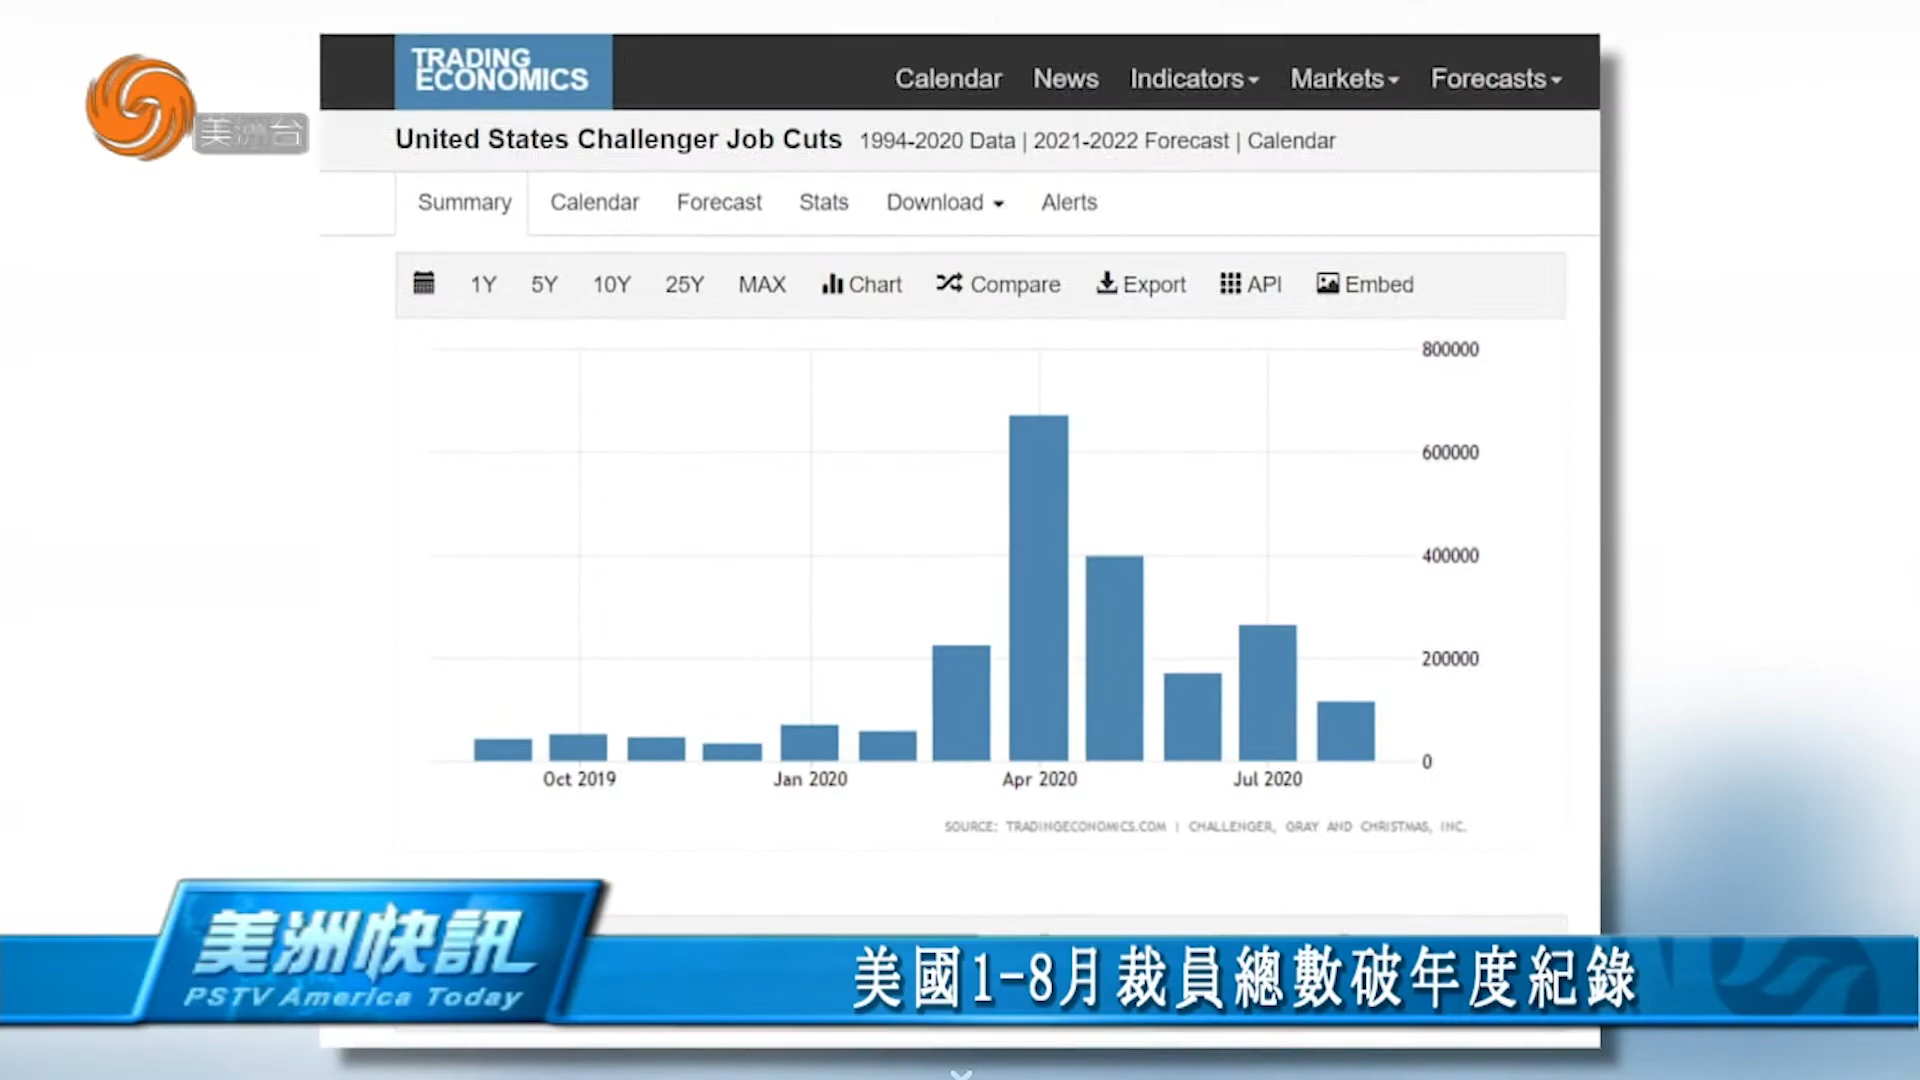 美洲台
TRADING
ECONOMICS
Calendar News Indicators Markets Forecasts
United States Challenger Job Cuts 1994-2020 Data | 2021-2022 Forecast | Calendar
Summary Calendar Forecast Stats Download Alerts
1Y 5Y 10Y 25Y MAX Chart Compare Export API Embed
800000
600000
400000
200000
0
Oct 2019 Jan 2020 Apr 2020 Jul 2020
SOURCE: TRADINGECONOMICS.COM | CHALLENGER, GRAY AND CHRISTMAS, INC.
美洲快訊
PSTV America Today
美國1-8月裁員總數破年度紀錄